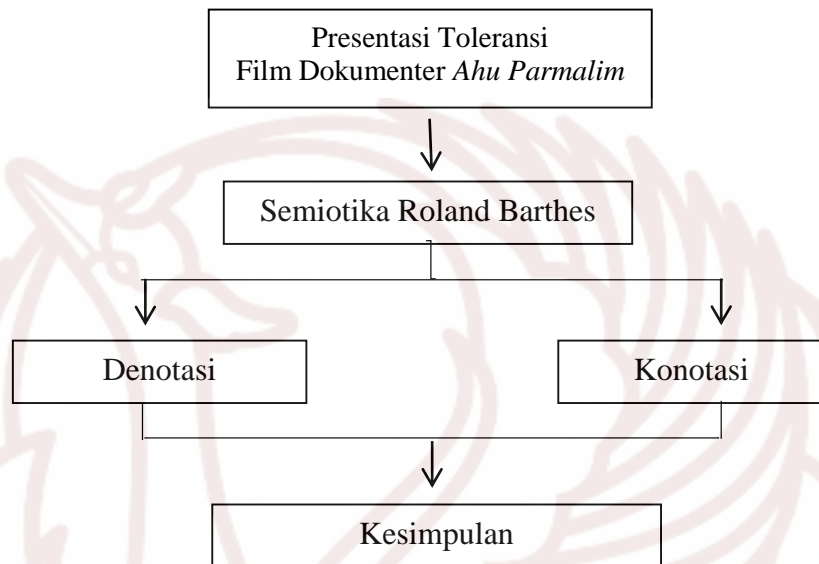 Presentasi Toleransi
Film Dokumenter Ahu Parmalim
Semiotika Roland Barthes
Denotasi
Konotasi
Kesimpulan